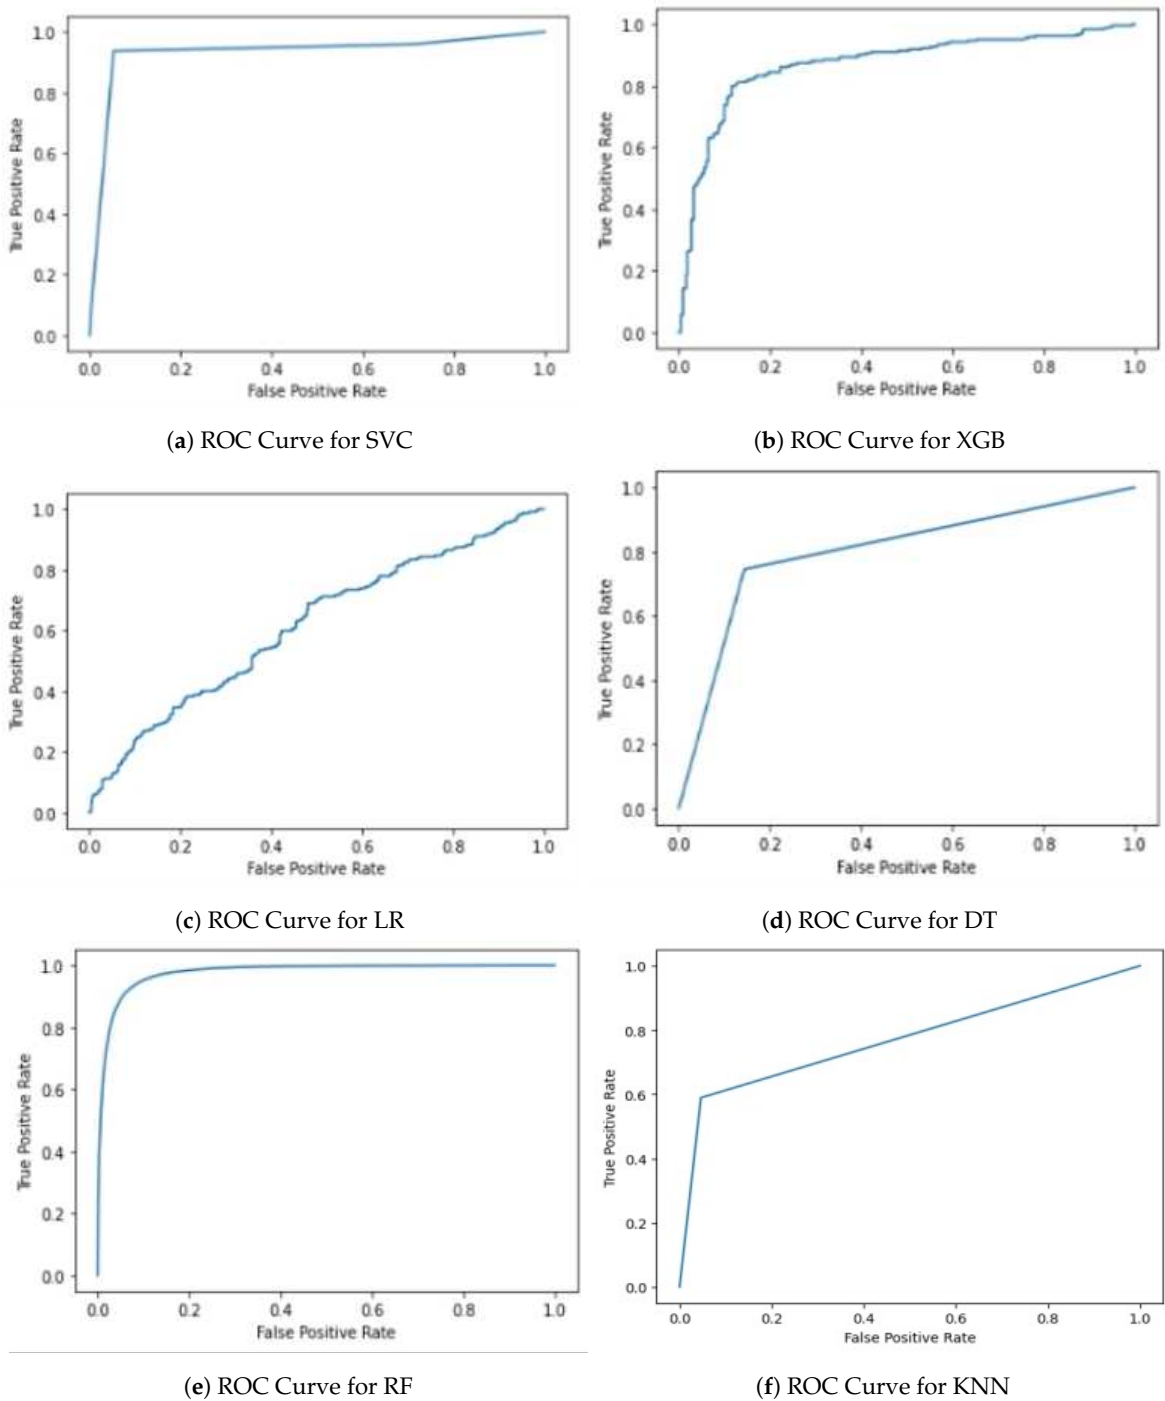 1.0
0.8
0.6
0.4
0.2
0.0
True Positive Rate
0.0 0.2 0.4 0.6 0.8 1.0
False Positive Rate
(a) ROC Curve for SVC
1.0
0.8
0.6
0.4
0.2
0.0
True Positive Rate
0.0 0.2 0.4 0.6 0.8 1.0
False Positive Rate
(b) ROC Curve for XGB
1.0
0.8
0.6
0.4
0.2
0.0
True Positive Rate
0.0 0.2 0.4 0.6 0.8 1.0
False Positive Rate
(c) ROC Curve for LR
1.0
0.8
0.6
0.4
0.2
0.0
True Positive Rate
0.0 0.2 0.4 0.6 0.8 1.0
False Positive Rate
(d) ROC Curve for DT
1.0
0.8
0.6
0.4
0.2
0.0
True Positive Rate
0.0 0.2 0.4 0.6 0.8 1.0
False Positive Rate
(e) ROC Curve for RF
1.0
0.8
0.6
0.4
0.2
0.0
True Positive Rate
0.0 0.2 0.4 0.6 0.8 1.0
False Positive Rate
(f) ROC Curve for KNN